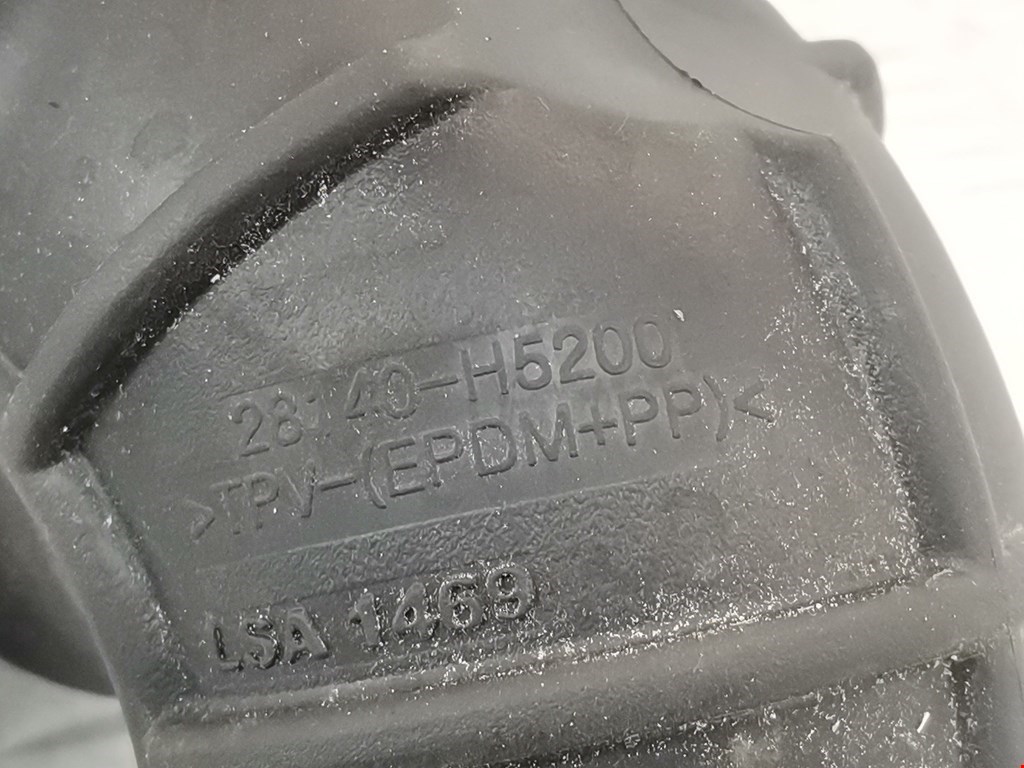 28140-H5200
>TPV-(EPDM+PP)<
LSA 1469